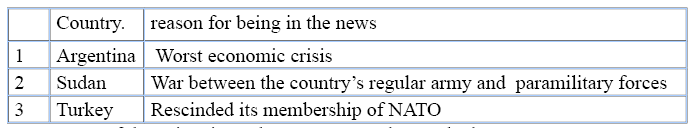 Country. reason for being in the news
1 Argentina Worst economic crisis
2 Sudan War between the country's regular army and paramilitary forces
3 Turkey Rescinded its membership of NATO